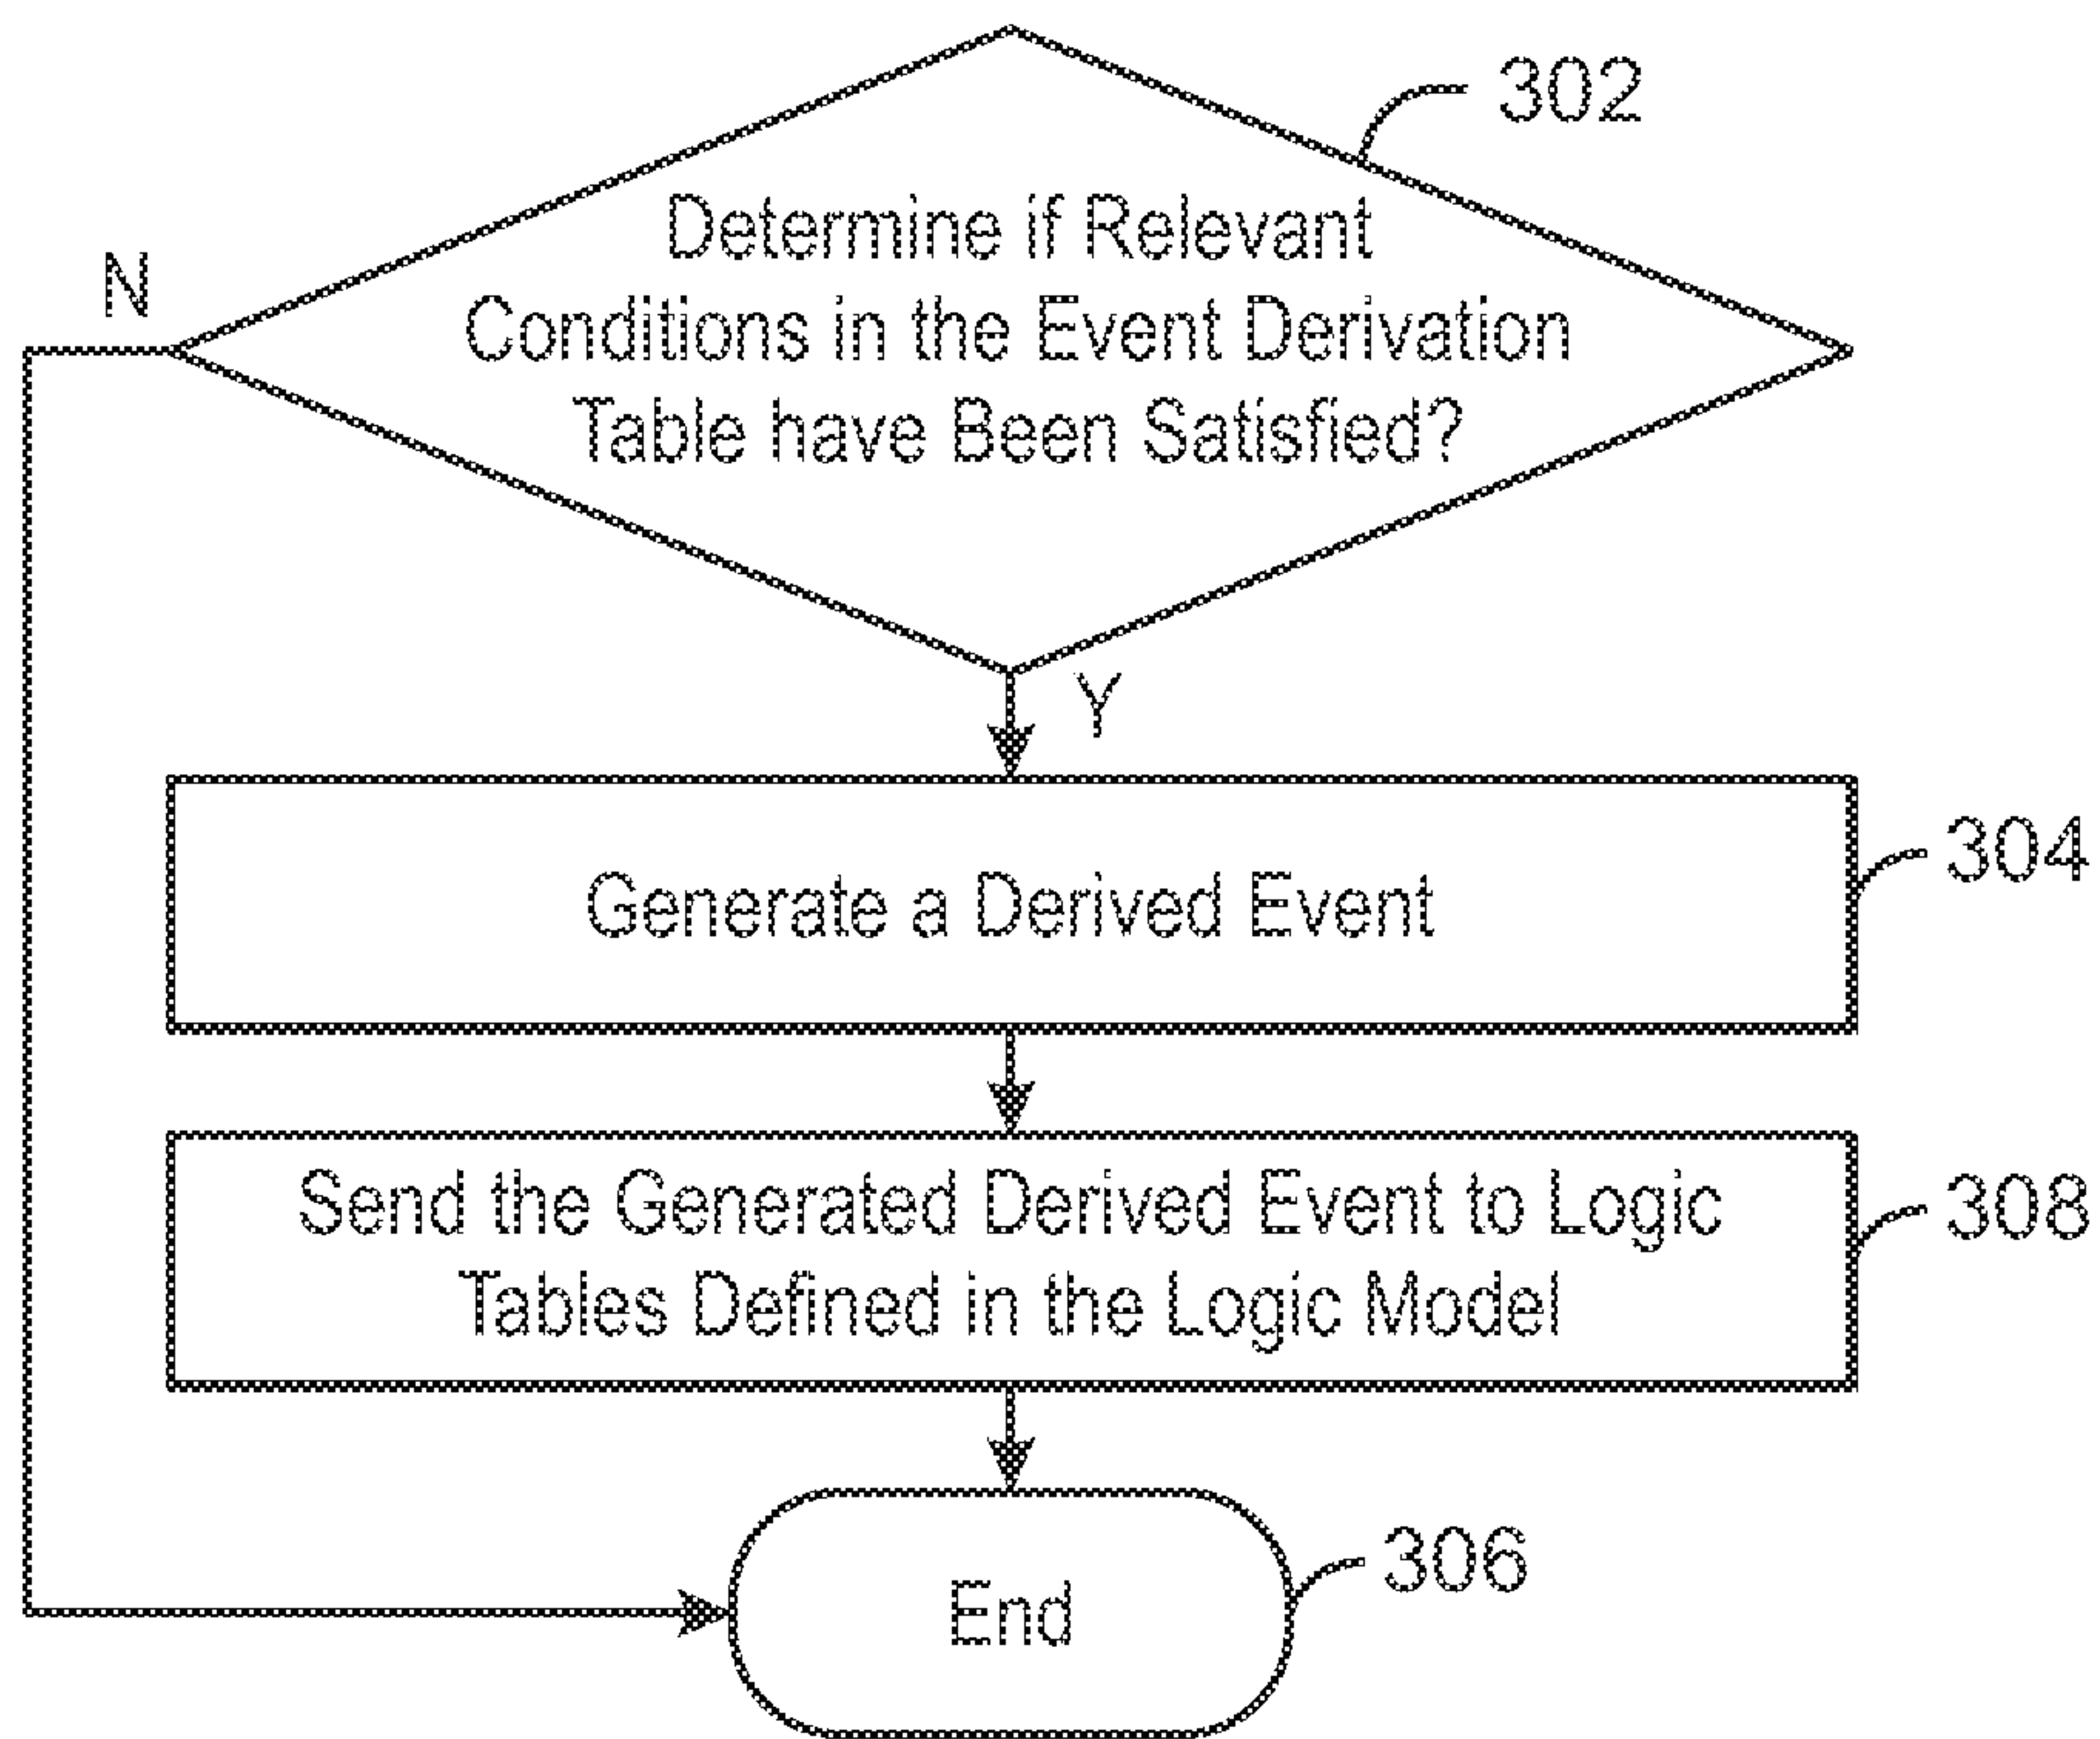 302
Determine if Relevant
N
Conditions in the Event Derivation
Table have Been Satisfied?
Y
304
Generate a Derived Event
Send the Generated Derived Event to Logic
308
Tables Defined in the Logic Model
306
End